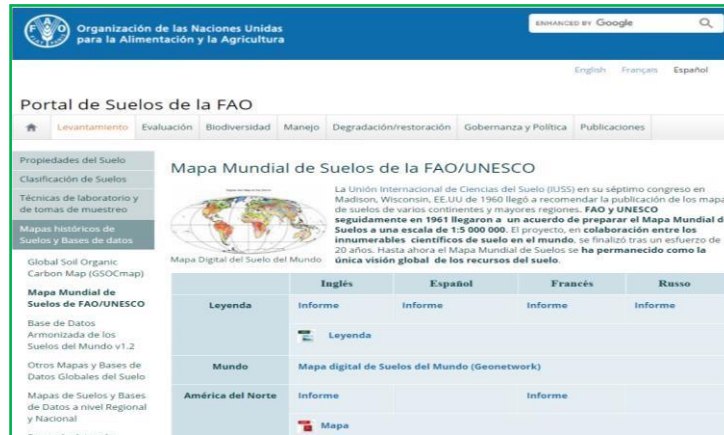 Organización de las Naciones Unidas
para la Alimentación y la Agricultura
ENHANCED BY Google
English Français Español
Portal de Suelos de la FAO
Levantamiento Evaluación Biodiversidad Manejo Degradación/restoración Gobernanza y Política Publicaciones
Propiedades del Suelo
Clasificación de Suelos
Técnicas de laboratorio y
de tomas de muestreo
Mapas históricos de
Suelos y Bases de datos
Global Soil Organic
Carbon Map (GSOCmap)
Mapa Mundial de
Suelos de FAO/UNESCO
Base de Datos
Armonizada de los
Suelos del Mundo v1.2
Otros Mapas y Bases de
Datos Globales del Suelo
Mapas de Suelos y Bases
de Datos a nivel Regional
y Nacional
Mapa Mundial de Suelos de la FAO/UNESCO
Mapa Digital del Suelo del Mundo
La Unión Internacional de Ciencias del Suelo (IUSS) en su séptimo congreso en
Madison, Wisconsin, EE.UU de 1960 llegó a recomendar la publicación de los mapa
de suelos de varios continentes y mayores regiones. FAO y UNESCO
seguidamente en 1961 llegaron a un acuerdo de preparar el Mapa Mundial d
Suelos a una escala de 1:5 000 000. El proyecto, en colaboración entre los
innumerables científicos de suelo en el mundo, se finalizó tras un esfuerzo de
20 años. Hasta ahora el Mapa Mundial de Suelos se ha permanecido como la
única visión global de los recursos del suelo.
Inglés Español Francés Russo
Leyenda Informe Informe Informe Informe
Leyenda
Mundo Mapa digital de Suelos del Mundo (Geonetwork)
América del Norte Informe Informe
Mapa